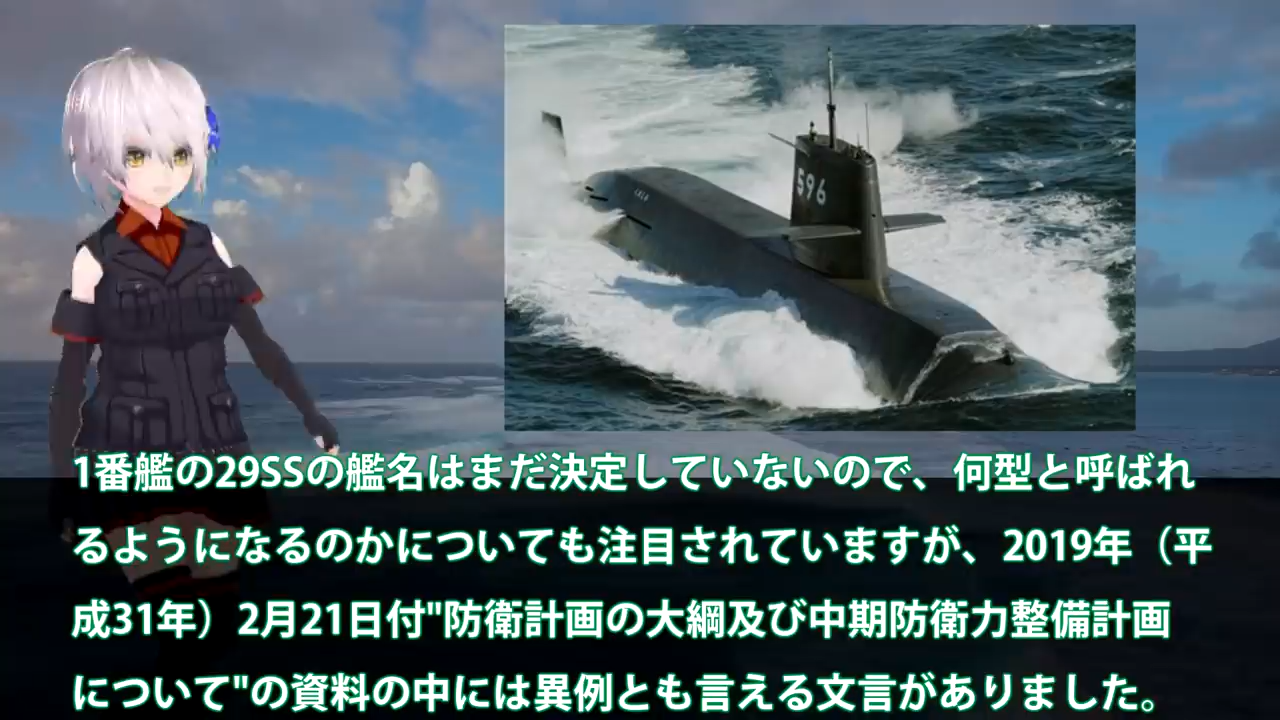 596
1番艦の29SSの艦名はまだ決定していないので、何型と呼ばれ
るようになるのかについても注目されていますが、2019年（平
成31年）2月21日付"防衛計画の大綱及び中期防衛力整備計画
について"の資料の中には異例とも言える文言がありました。